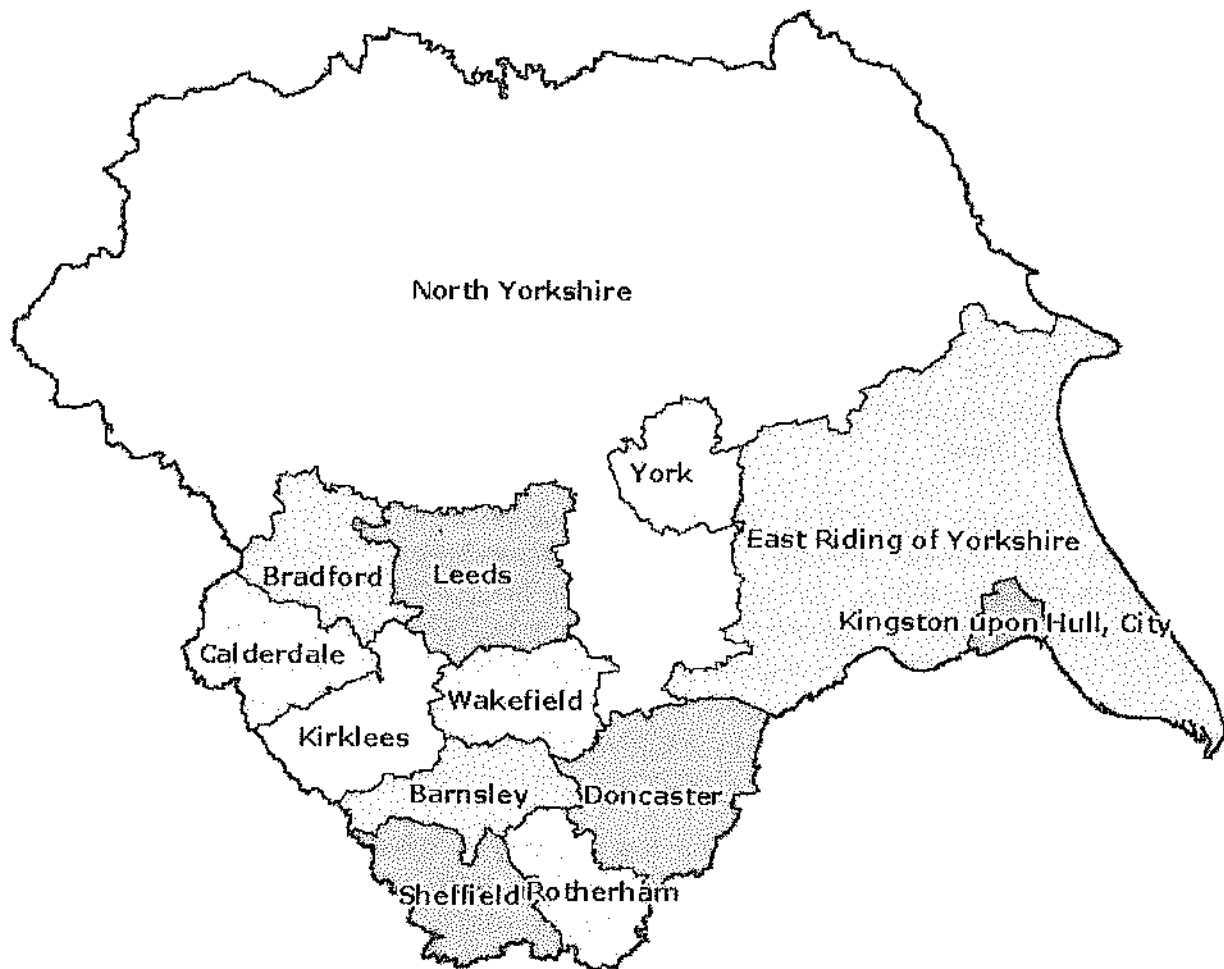 North Yorkshire
York
East Riding of Yorkshire
Bradford
Leeds
Kingston upon Hull, City
Calderdale
Wakefield
Kirklees
Barnsley
Doncaster
Sheffield
Rotherham